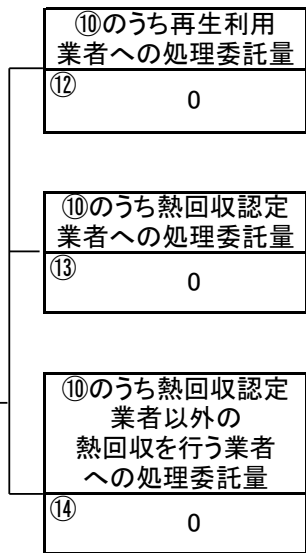 ⑩のうち再生利用
業者への処理委託量
⑫
0
⑩のうち熱回収認定
業者への処理委託量
⑬
0
⑩のうち熱回収認定
業者以外の
熱回収を行う業者
への処理委託量
⑭
0